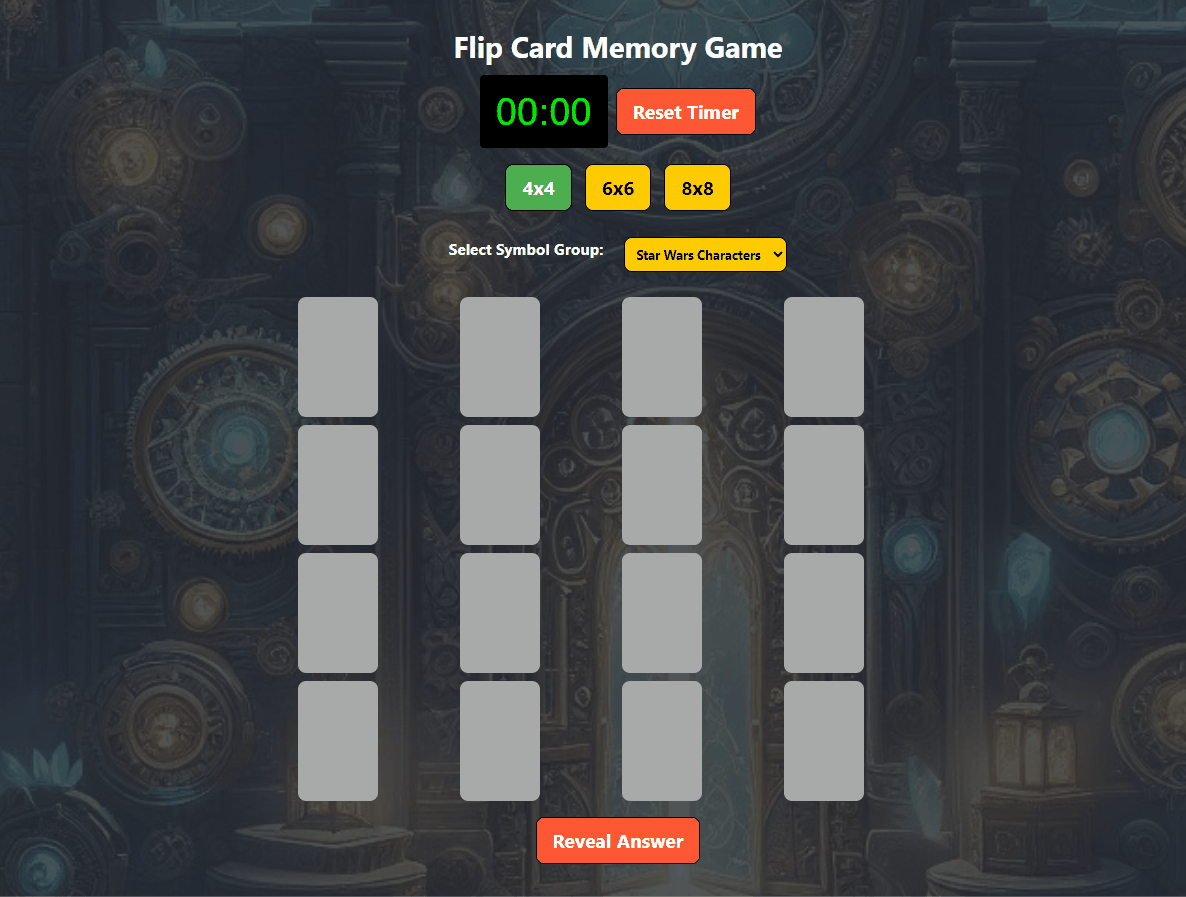 Flip Card Memory Game
00:00 Reset Timer
4x4 6x6 8x8
Select Symbol Group: Star Wars Characters
Reveal Answer